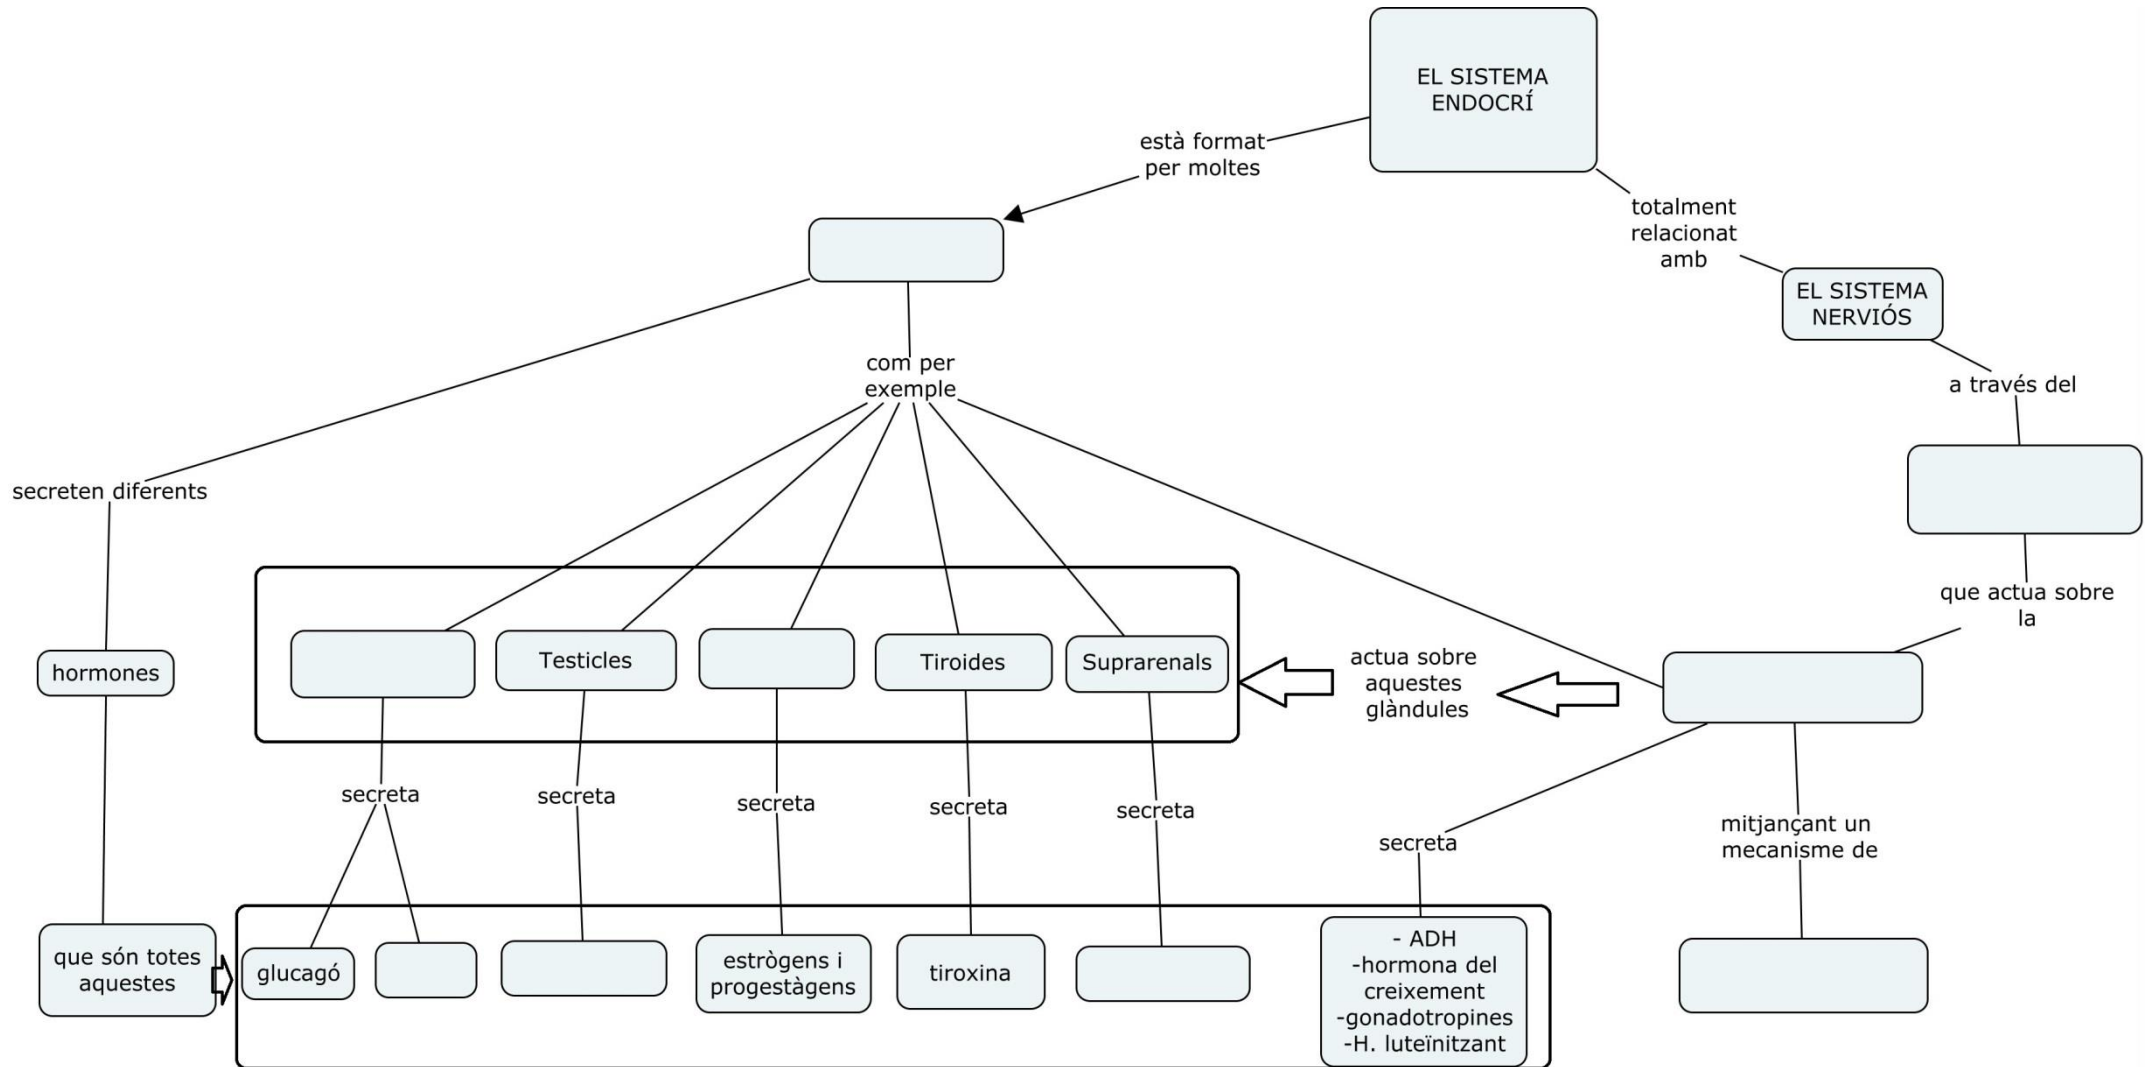 EL SISTEMA
ENDOCRÍ
està format
per moltes
totalment
relacionat
amb
EL SISTEMA
NERVIÓS
a través del
com per
exemple
secreten diferents
que actua sobre
la
hormones
Testicles
Tiroides
Suprarenals
actua sobre
aquestes
glàndules
secreta
secreta
secreta
secreta
secreta
secreta
mitjançant un
mecanisme de
que són totes
aquestes
glucagó
estrògens i
progestàgens
tiroxina
- ADH
-hormona del
creixement
-gonadotropines
-H. luteïnitzant